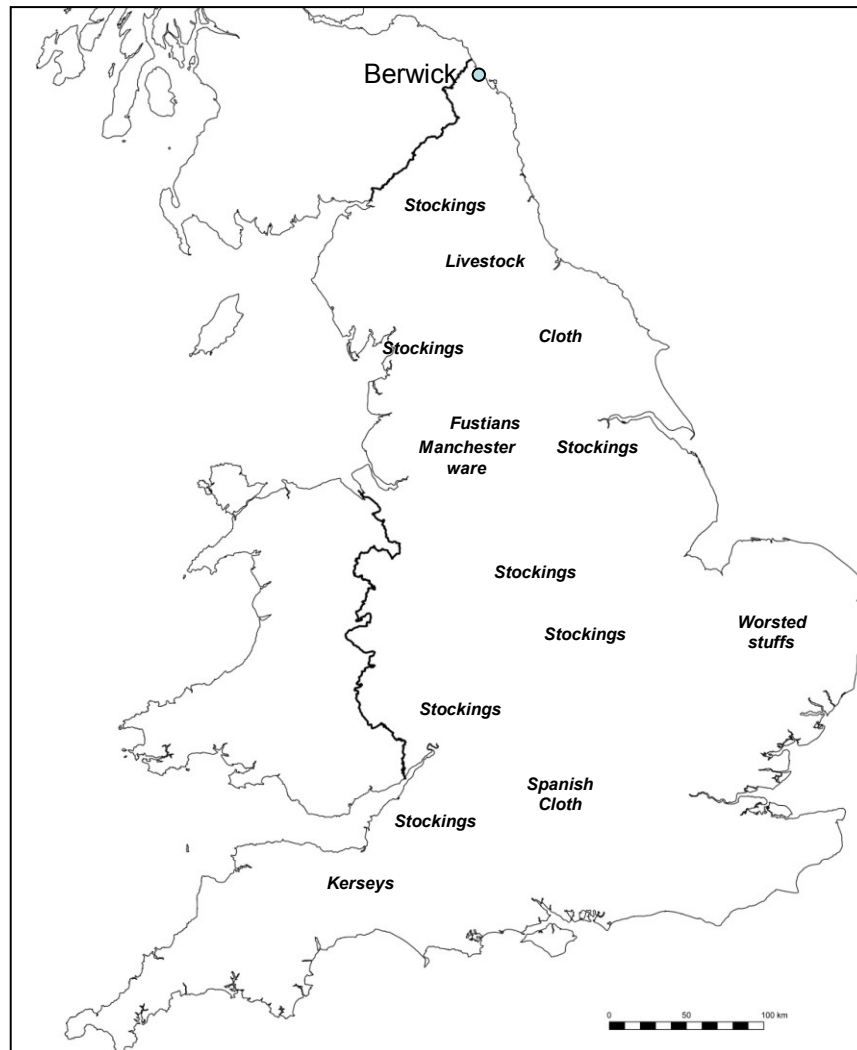 Berwick
Stockings
Livestock
Cloth
Stockings
Fustians
Manchester
ware
Stockings
Stockings
Stockings
Worsted
stuffs
Stockings
Spanish
Cloth
Stockings
Kerseys
0 50 100 km